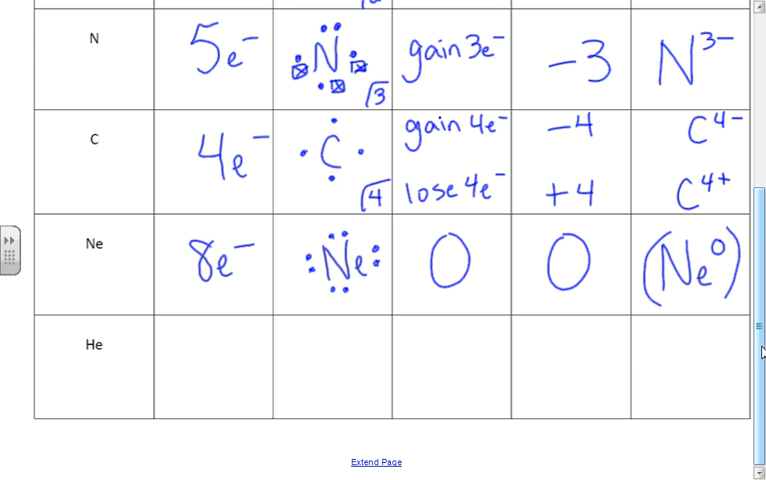 N 5e⁻ N gain 3e⁻ −3 N³⁻
√3
C 4e⁻ C gain 4e⁻ −4 C⁴⁻
lose 4e⁻ +4 C⁴⁺
√4
Ne 8e⁻ Ne 0 0 (Ne⁰)
He
Extend Page